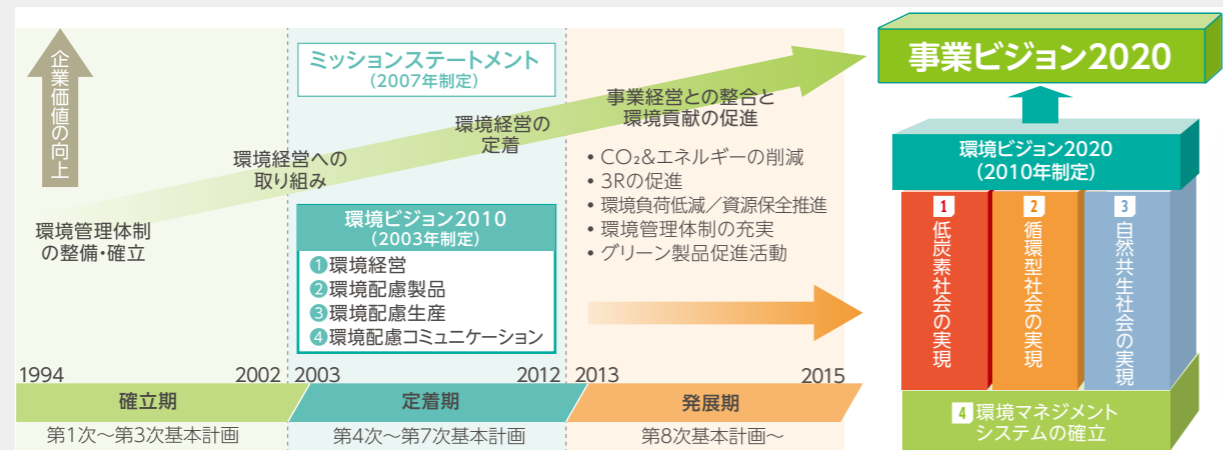 企業価値の向上
ミッションステートメント
(2007年制定)
環境管理体制
の整備・確立
環境経営への
取り組み
環境経営の
定着
事業経営との整合と
環境貢献の促進
• CO₂&エネルギーの削減
• 3Rの促進
• 環境負荷低減／資源保全推進
• 環境管理体制の充実
• グリーン製品促進活動
環境ビジョン2010
(2003年制定)
❶環境経営
❷環境配慮製品
❸環境配慮生産
❹環境配慮コミュニケーション
1994
2002
2003
2012
2013
2015
確立期
定着期
発展期
第1次～第3次基本計画
第4次～第7次基本計画
第8次基本計画～
事業ビジョン2020
環境ビジョン2020
(2010年制定)
1 低炭素社会の実現
2 循環型社会の実現
3 自然共生社会の実現
4 環境マネジメント
システムの確立